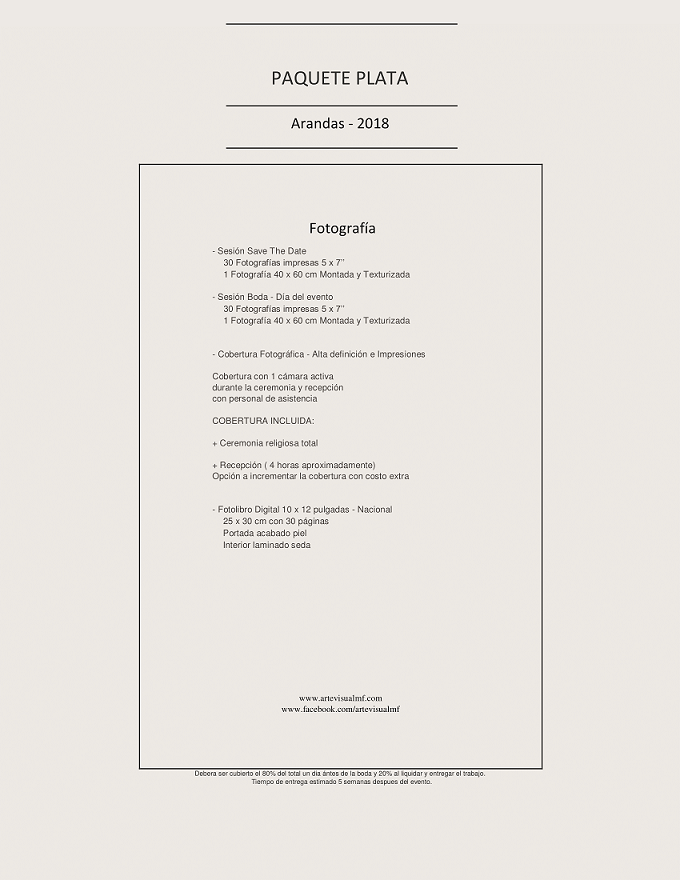 PAQUETE PLATA
Arandas - 2018
Fotografía
- Sesión Save The Date
30 Fotografías impresas 5 x 7"
1 Fotografía 40 x 60 cm Montada y Texturizada
- Sesión Boda - Día del evento
30 Fotografías impresas 5 x 7"
1 Fotografía 40 x 60 cm Montada y Texturizada
- Cobertura Fotográfica - Alta definición e Impresiones
Cobertura con 1 cámara activa
durante la ceremonia y recepción
con personal de asistencia
COBERTURA INCLUIDA:
+ Ceremonia religiosa total
+ Recepción ( 4 horas aproximadamente)
Opción a incrementar la cobertura con costo extra
- Fotolibro Digital 10 x 12 pulgadas - Nacional
25 x 30 cm con 30 páginas
Portada acabado piel
Interior laminado seda
www.artevisualmf.com
www.facebook.com/artevisualmf
Debera ser cubierto el 80% del total un dia ántes de la boda y 20% al liquidar y entregar el trabajo.
Tiempo de entrega estimado 5 semanas despues del evento.